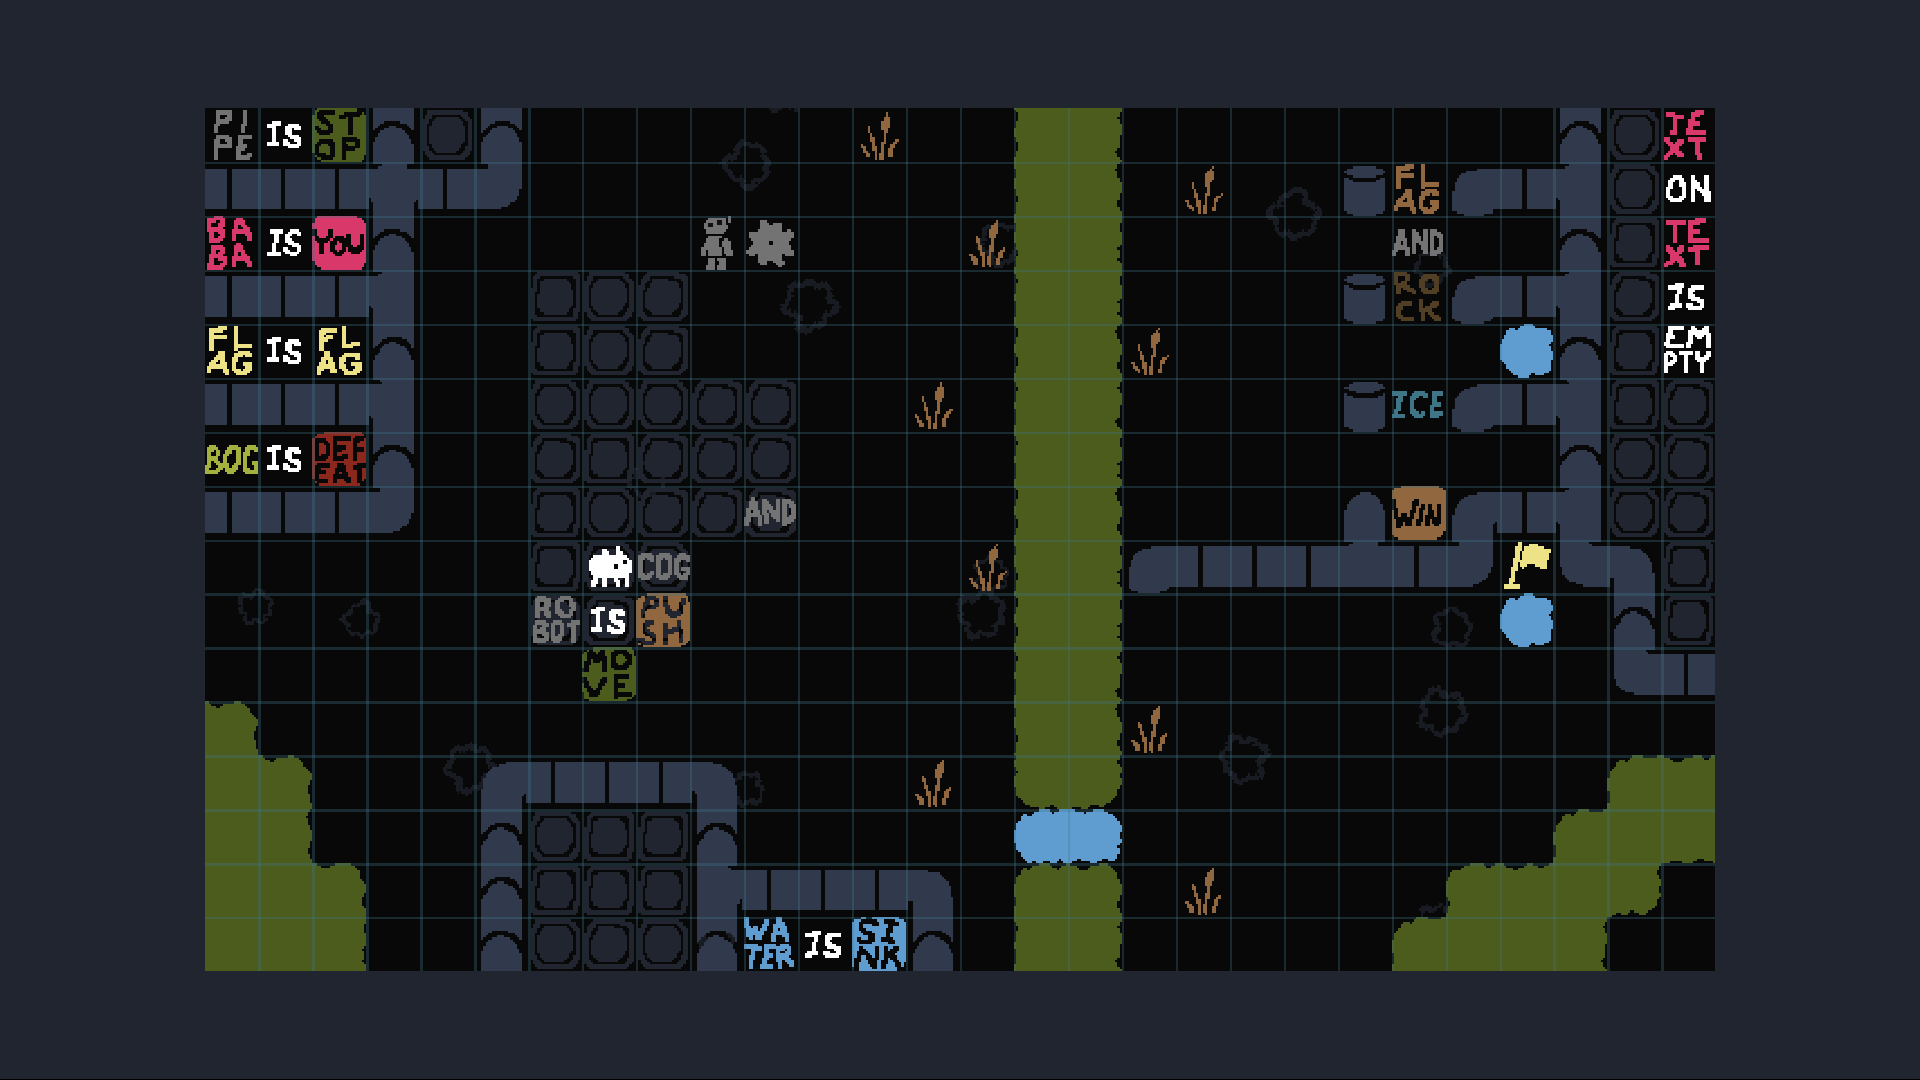 PIPE IS STOP
BABA IS YOU
FLAG IS FLAG
BOG IS DEFEAT
AND
COG
ROBOT IS PUSH
MOVE
WATER IS SINK
FLAG
AND
ROCK
ICE
WIN
TEXT
ON
TEXT
IS
EMPTY